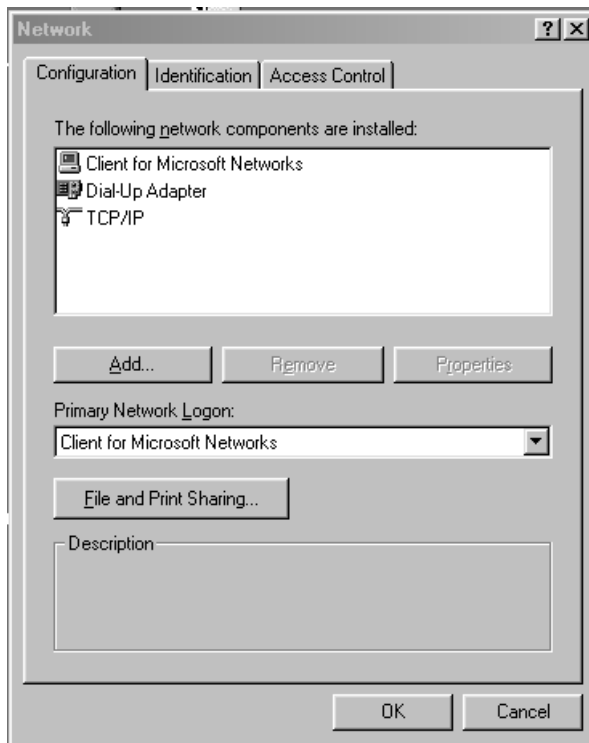 Network
Configuration Identification Access Control
The following network components are installed:
Client for Microsoft Networks
Dial-Up Adapter
TCP/IP
Add... Remove Properties
Primary Network Logon:
Client for Microsoft Networks
File and Print Sharing...
Description
OK Cancel